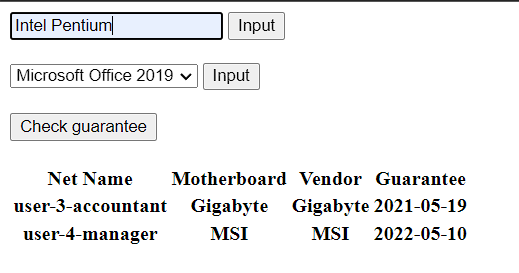 Intel Pentium Input
Microsoft Office 2019 Input
Check guarantee
Net Name Motherboard Vendor Guarantee
user-3-accountant Gigabyte Gigabyte 2021-05-19
user-4-manager MSI MSI 2022-05-10